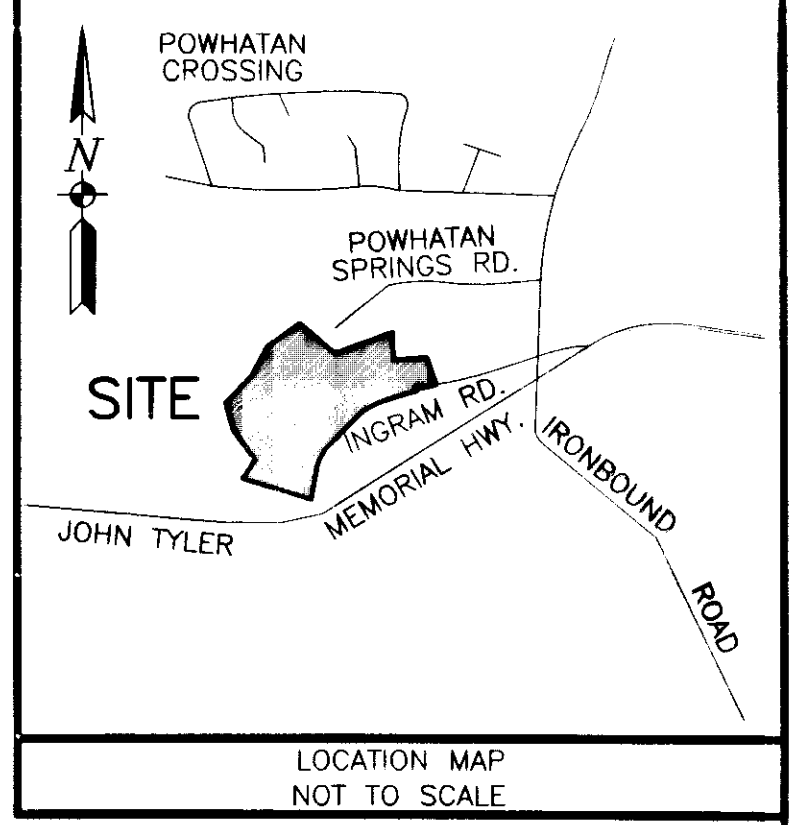 POWHATAN
CROSSING
N
POWHATAN
SPRINGS RD.
SITE
INGRAM RD.
JOHN TYLER
MEMORIAL HWY.
IRONBOUND
ROAD
LOCATION MAP
NOT TO SCALE